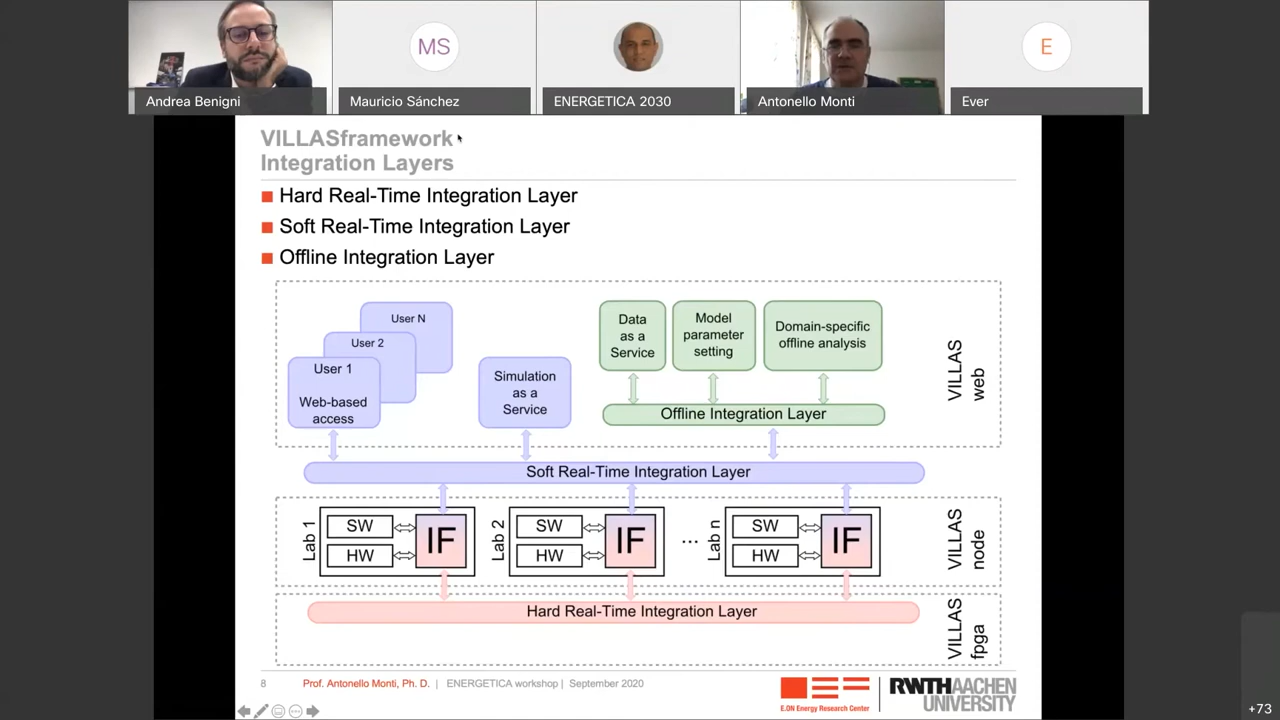 MS
E
Andrea Benigni
Mauricio Sánchez
ENERGETICA 2030
Antonello Monti
Ever
VILLASframework
Integration Layers
Hard Real-Time Integration Layer
Soft Real-Time Integration Layer
Offline Integration Layer
User N
User 2
User 1
Web-based
access
Simulation
as a
Service
Data
as a
Service
Model
parameter
setting
Domain-specific
offline analysis
Offline Integration Layer
VILLAS
web
Soft Real-Time Integration Layer
Lab 1
SW
HW
IF
Lab 2
SW
HW
IF
...
Lab n
SW
HW
IF
VILLAS
node
Hard Real-Time Integration Layer
VILLAS
fpga
8
Prof. Antonello Monti, Ph. D. | ENERGETICA workshop | September 2020
E.ON Energy Research Center
RWTHAACHEN
UNIVERSITY
+73